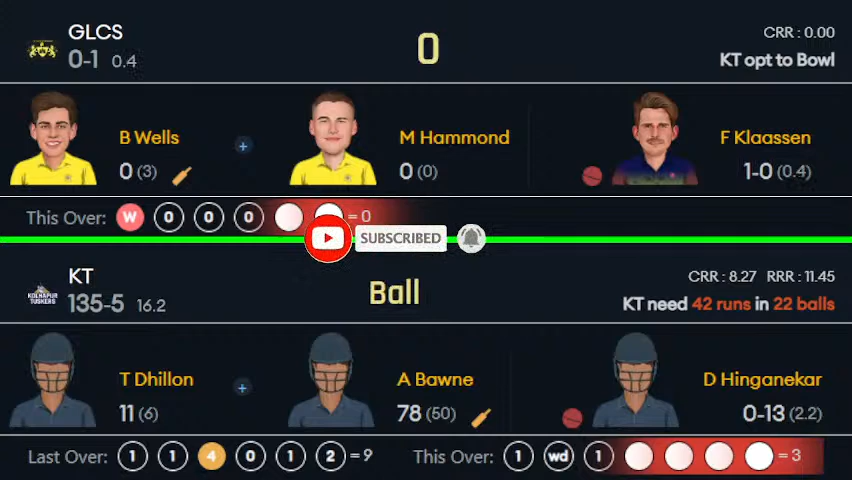 GLCS
0-1 0.4
0
CRR : 0.00
KT opt to Bowl
B Wells
0 (3)
+
M Hammond
0 (0)
F Klaassen
1-0 (0.4)
This Over: W 0 0 0 = 0
SUBSCRIBED
KT
135-5 16.2
KOLHAPUR TUSKERS
Ball
CRR : 8.27 RRR : 11.45
KT need 42 runs in 22 balls
T Dhillon
11 (6)
+
A Bawne
78 (50)
D Hinganekar
0-13 (2.2)
Last Over: 1 1 4 0 1 2 = 9
This Over: 1 wd 1 = 3